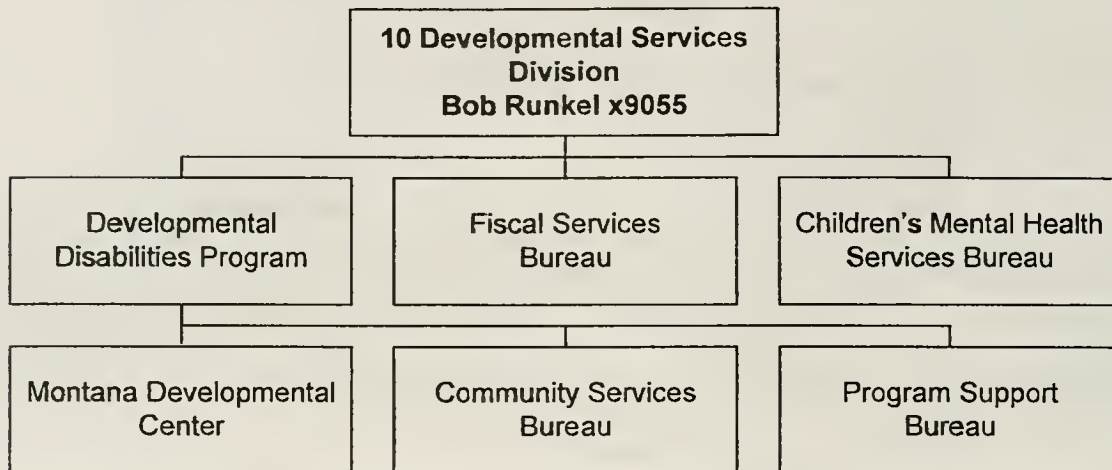 10 Developmental Services
Division
Bob Runkel x9055
Developmental
Disabilities Program
Fiscal Services
Bureau
Children's Mental Health
Services Bureau
Montana Developmental
Center
Community Services
Bureau
Program Support
Bureau